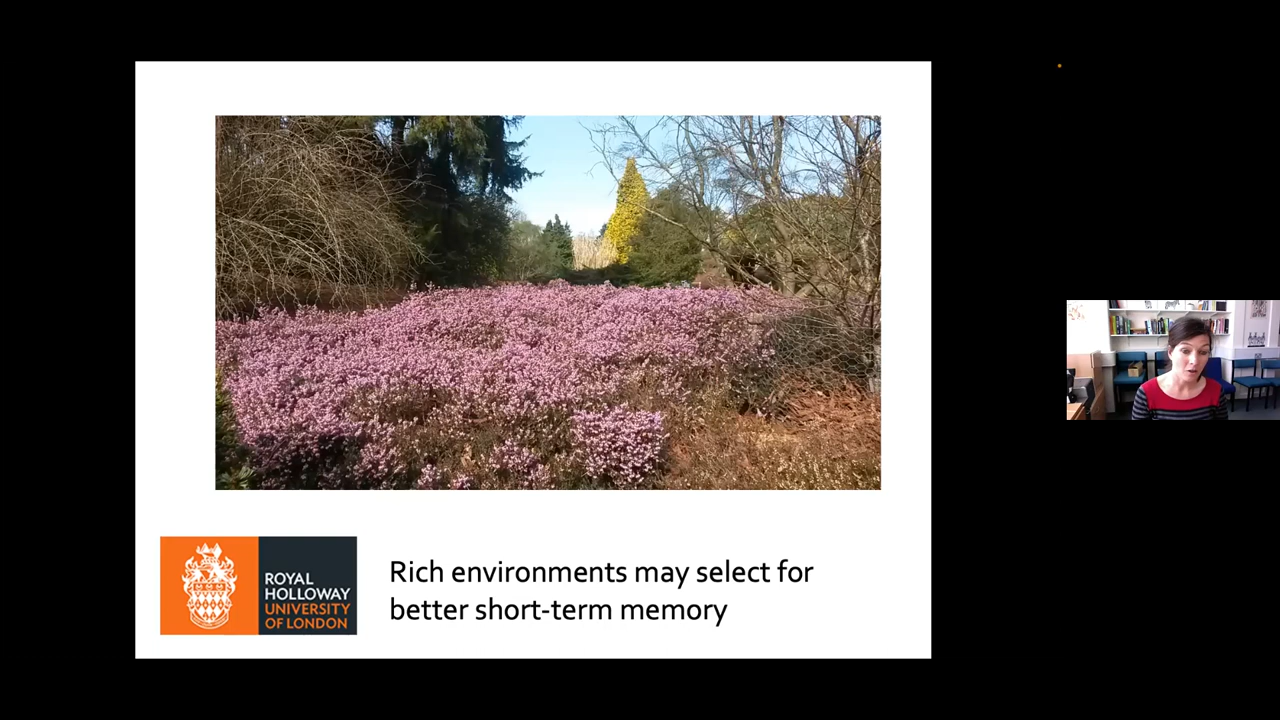 ROYAL
HOLLOWAY
UNIVERSITY
OF LONDON
Rich environments may select for
better short-term memory